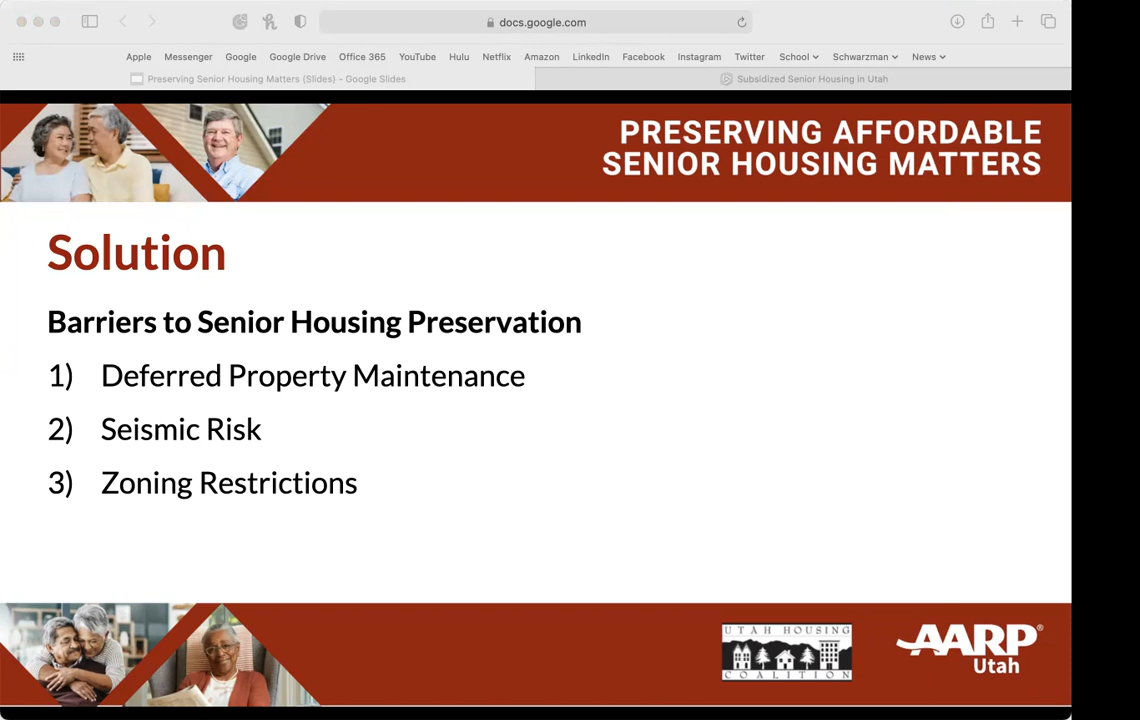 docs.google.com
Apple Messenger Google Google Drive Office 365 YouTube Hulu Netflix Amazon LinkedIn Facebook Instagram Twitter School Schwarzman News
Preserving Senior Housing Matters (Slides) – Google Slides
Subsidized Senior Housing in Utah
PRESERVING AFFORDABLE
SENIOR HOUSING MATTERS
Solution
Barriers to Senior Housing Preservation
1) Deferred Property Maintenance
2) Seismic Risk
3) Zoning Restrictions
UTAH HOUSING
COALITION
AARP®
Utah